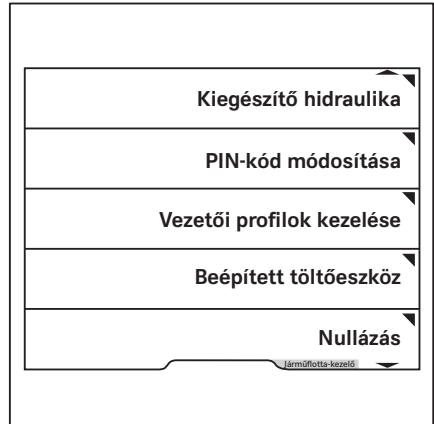 Kiegészítő hidraulika
PIN-kód módosítása
Vezetői profilok kezelése
Beépített töltőeszköz
Nullázás
Járműflotta-kezelő